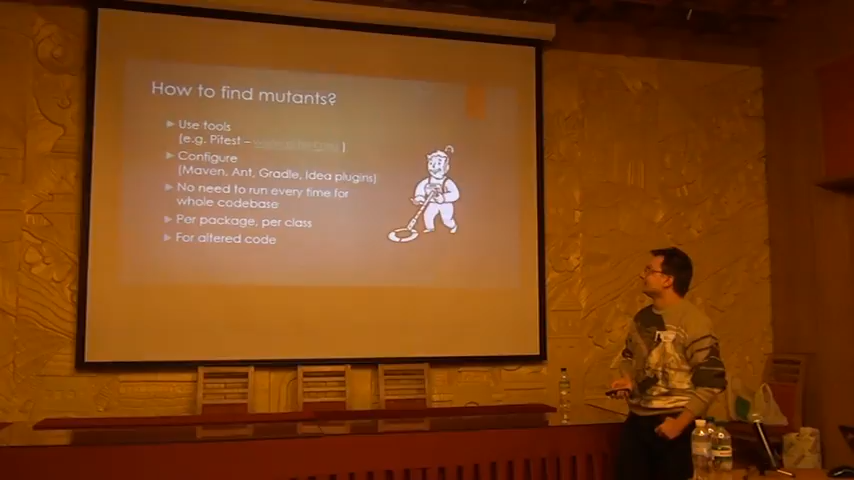 How to find mutants?
▶ Use tools
(e.g. Pitest – )
▶ Configure
(Maven, Ant, Gradle, Idea plugins)
▶ No need to run every time for
whole codebase
▶ Per package, per class
▶ For altered code